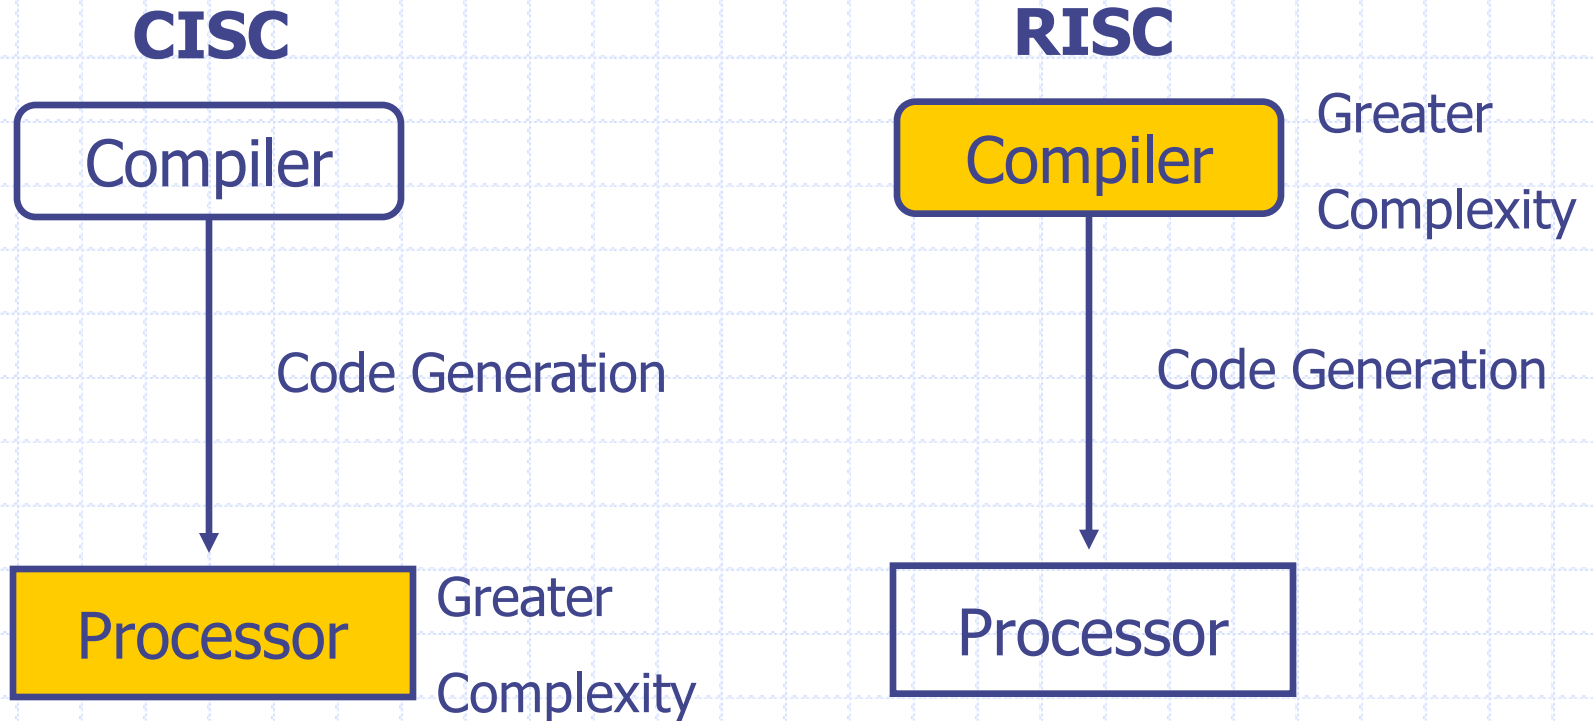 CISC
Compiler
Code Generation
Processor
Greater
Complexity
RISC
Compiler
Greater
Complexity
Code Generation
Processor